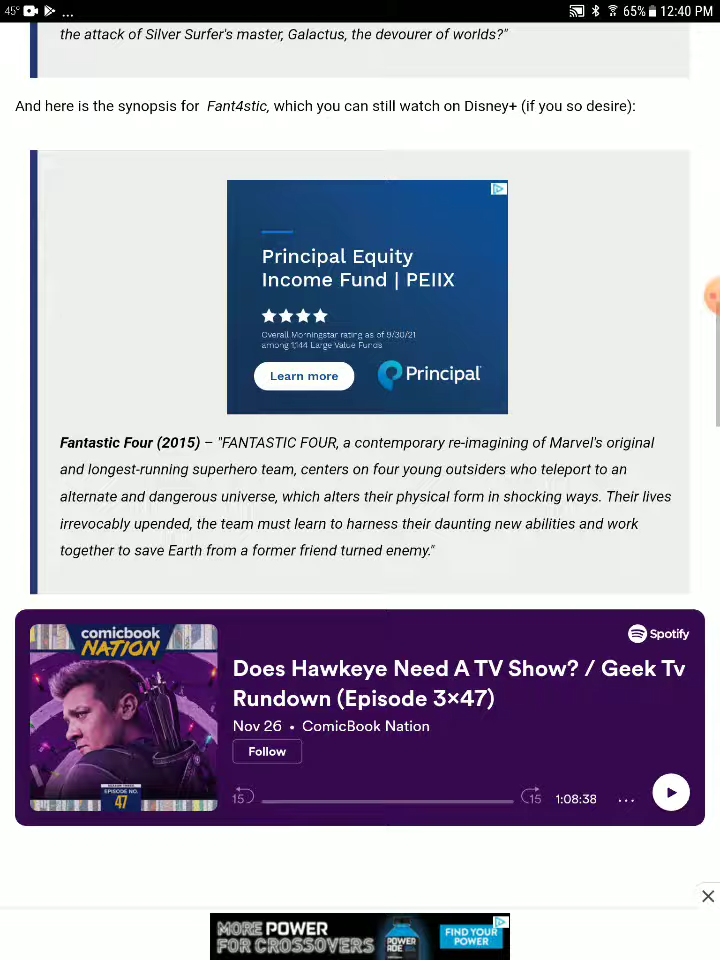 45° ... 65% 12:40 PM
the attack of Silver Surfer's master, Galactus, the devourer of worlds?"
And here is the synopsis for Fant4stic, which you can still watch on Disney+ (if you so desire):
Principal Equity
Income Fund | PEIIX
Overall Morningstar rating as of 9/30/21
among 1,144 Large Value Funds
Learn more
Principal
Fantastic Four (2015) – "FANTASTIC FOUR, a contemporary re-imagining of Marvel's original
and longest-running superhero team, centers on four young outsiders who teleport to an
alternate and dangerous universe, which alters their physical form in shocking ways. Their lives
irrevocably upended, the team must learn to harness their daunting new abilities and work
together to save Earth from a former friend turned enemy."
comicbook
NATION
EPISODE NO.
47
Spotify
Does Hawkeye Need A TV Show? / Geek Tv
Rundown (Episode 3×47)
Nov 26 • ComicBook Nation
Follow
15 15 1:08:38 ...
MORE POWER
FOR CROSSOVERS
POWER
ADE
FIND YOUR
POWER